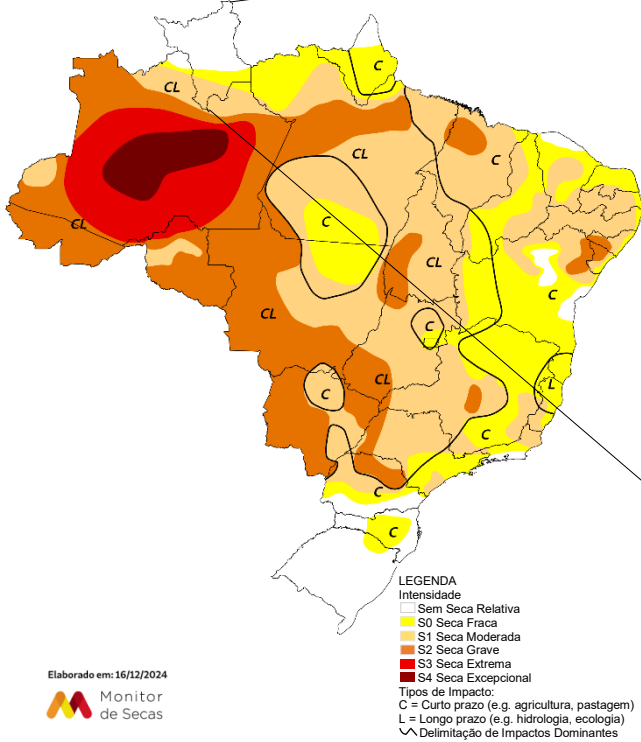 C
CL
CL
C
C
CL
CL
C
CL
C
CL
L
C
C
C
C
LEGENDA
Intensidade
Sem Seca Relativa
S0 Seca Fraca
S1 Seca Moderada
S2 Seca Grave
S3 Seca Extrema
S4 Seca Excepcional
Tipos de Impacto:
C = Curto prazo (e.g. agricultura, pastagem)
L = Longo prazo (e.g. hidrologia, ecologia)
Delimitação de Impactos Dominantes
Elaborado em: 16/12/2024
Monitor
de Secas